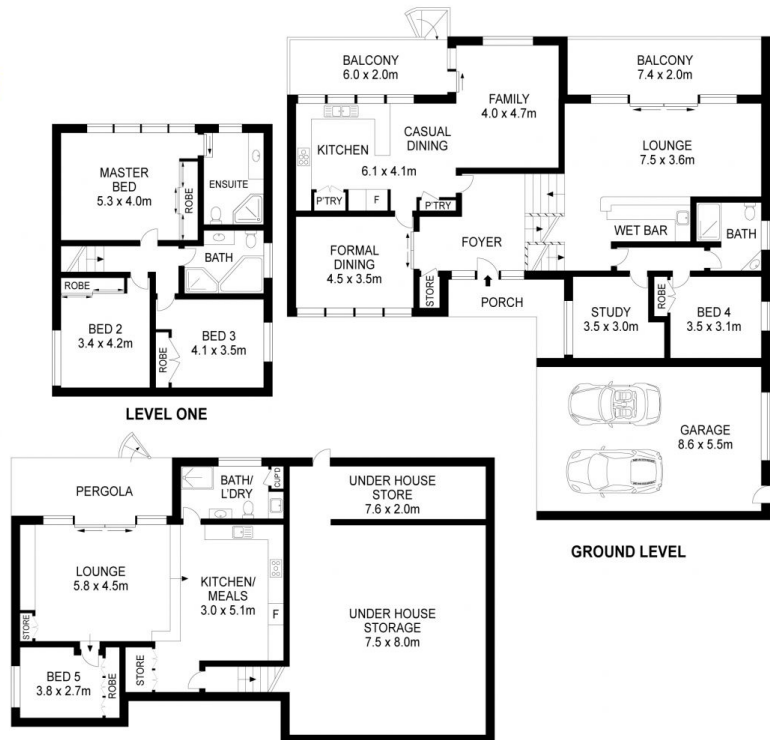 MASTER
BED
5.3 x 4.0m
ROBE
ENSUITE
BATH
ROBE
BED 2
3.4 x 4.2m
ROBE
BED 3
4.1 x 3.5m
LEVEL ONE
BALCONY
6.0 x 2.0m
FAMILY
4.0 x 4.7m
BALCONY
7.4 x 2.0m
KITCHEN
CASUAL
DINING
6.1 x 4.1m
P'TRY
F
P'TRY
LOUNGE
7.5 x 3.6m
WET BAR
BATH
FORMAL
DINING
4.5 x 3.5m
FOYER
STORE
PORCH
STUDY
3.5 x 3.0m
ROBE
BED 4
3.5 x 3.1m
GARAGE
8.6 x 5.5m
GROUND LEVEL
PERGOLA
BATH/
L'DRY
CUP'D
UNDER HOUSE
STORE
7.6 x 2.0m
LOUNGE
5.8 x 4.5m
KITCHEN/
MEALS
3.0 x 5.1m
F
STORE
BED 5
3.8 x 2.7m
ROBE
STORE
UNDER HOUSE
STORAGE
7.5 x 8.0m